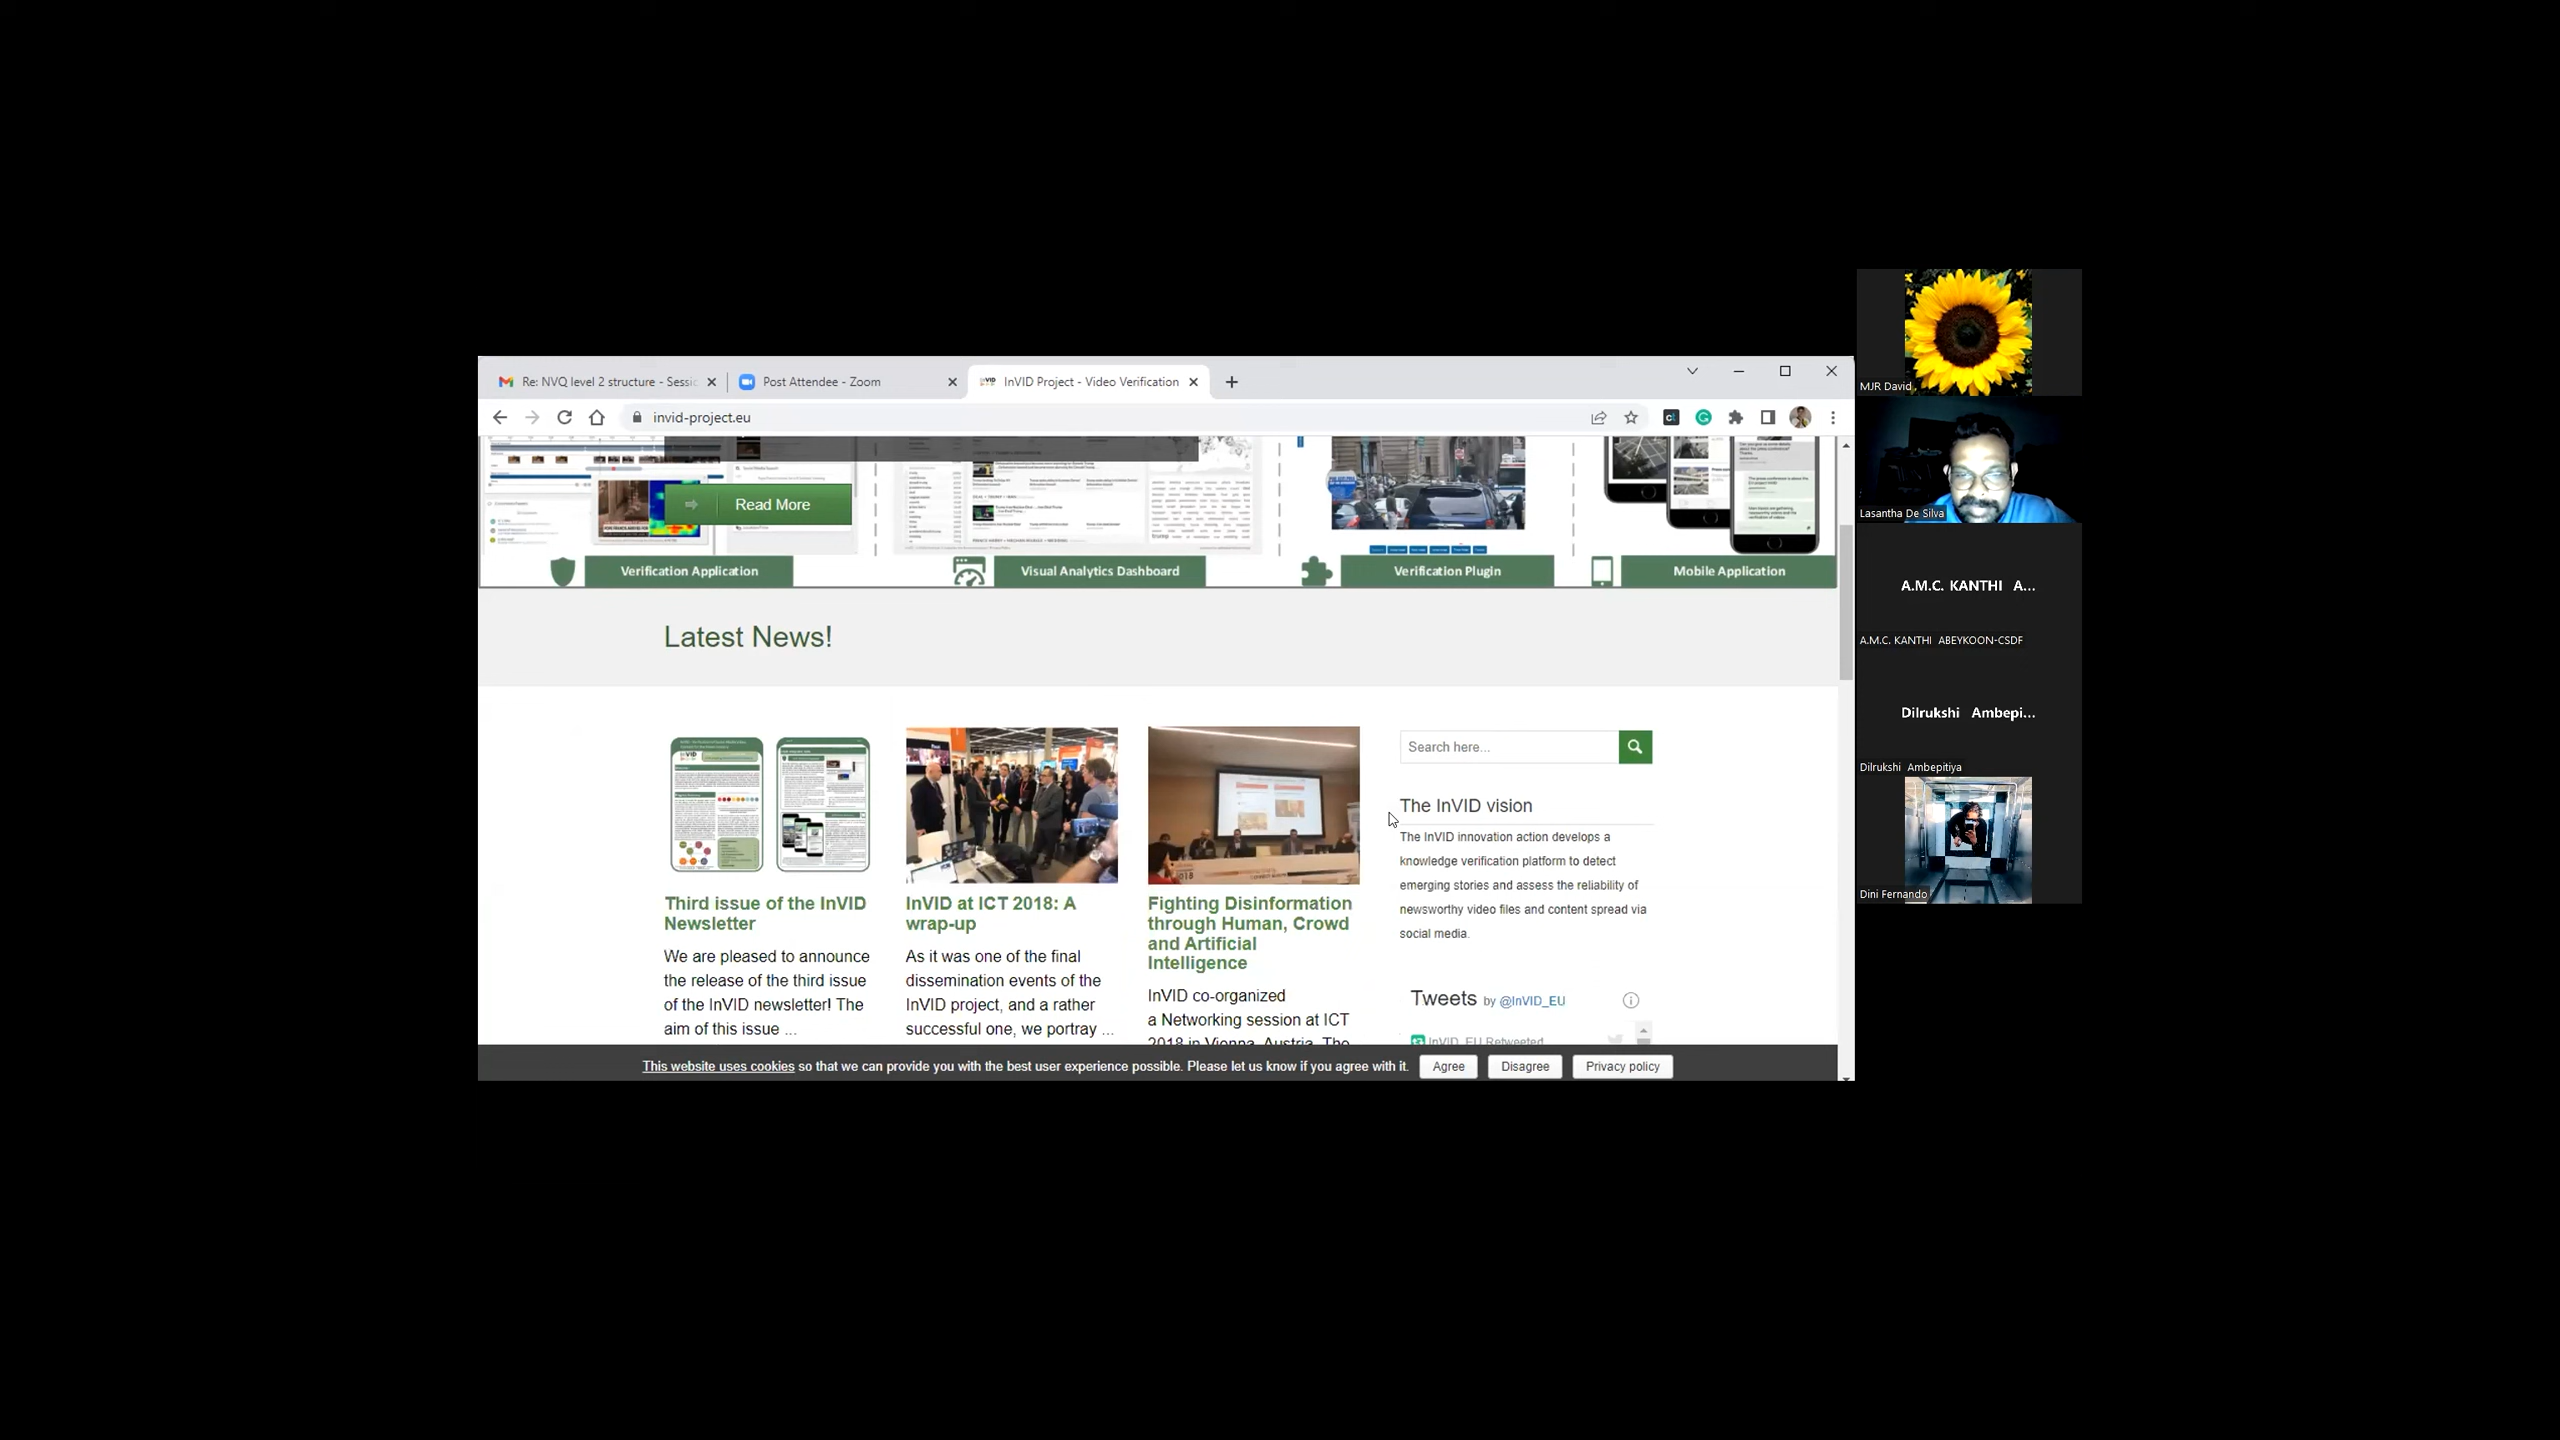 Re: NVQ level 2 structure - Sessi
Post Attendee - Zoom
InVID Project - Video Verification
invid-project.eu
Read More
Verification Application
Visual Analytics Dashboard
Verification Plugin
Mobile Application
Latest News!
Third issue of the InVID
Newsletter
We are pleased to announce
the release of the third issue
of the InVID newsletter! The
aim of this issue ...
InVID at ICT 2018: A
wrap-up
As it was one of the final
dissemination events of the
InVID project, and a rather
successful one, we portray ...
Fighting Disinformation
through Human, Crowd
and Artificial
Intelligence
InVID co-organized
a Networking session at ICT
2018 in Vienna, Austria. The
Search here...
The InVID vision
The InVID innovation action develops a
knowledge verification platform to detect
emerging stories and assess the reliability of
newsworthy video files and content spread via
social media.
Tweets by @InVID_EU
InVID_EU Retweeted
This website uses cookies so that we can provide you with the best user experience possible. Please let us know if you agree with it.
Agree
Disagree
Privacy policy
MJR David
Lasantha De Silva
A.M.C. KANTHI A...
A.M.C. KANTHI ABEYKOON-CSDF
Dilrukshi Ambepi...
Dilrukshi Ambepitiya
Dini Fernando